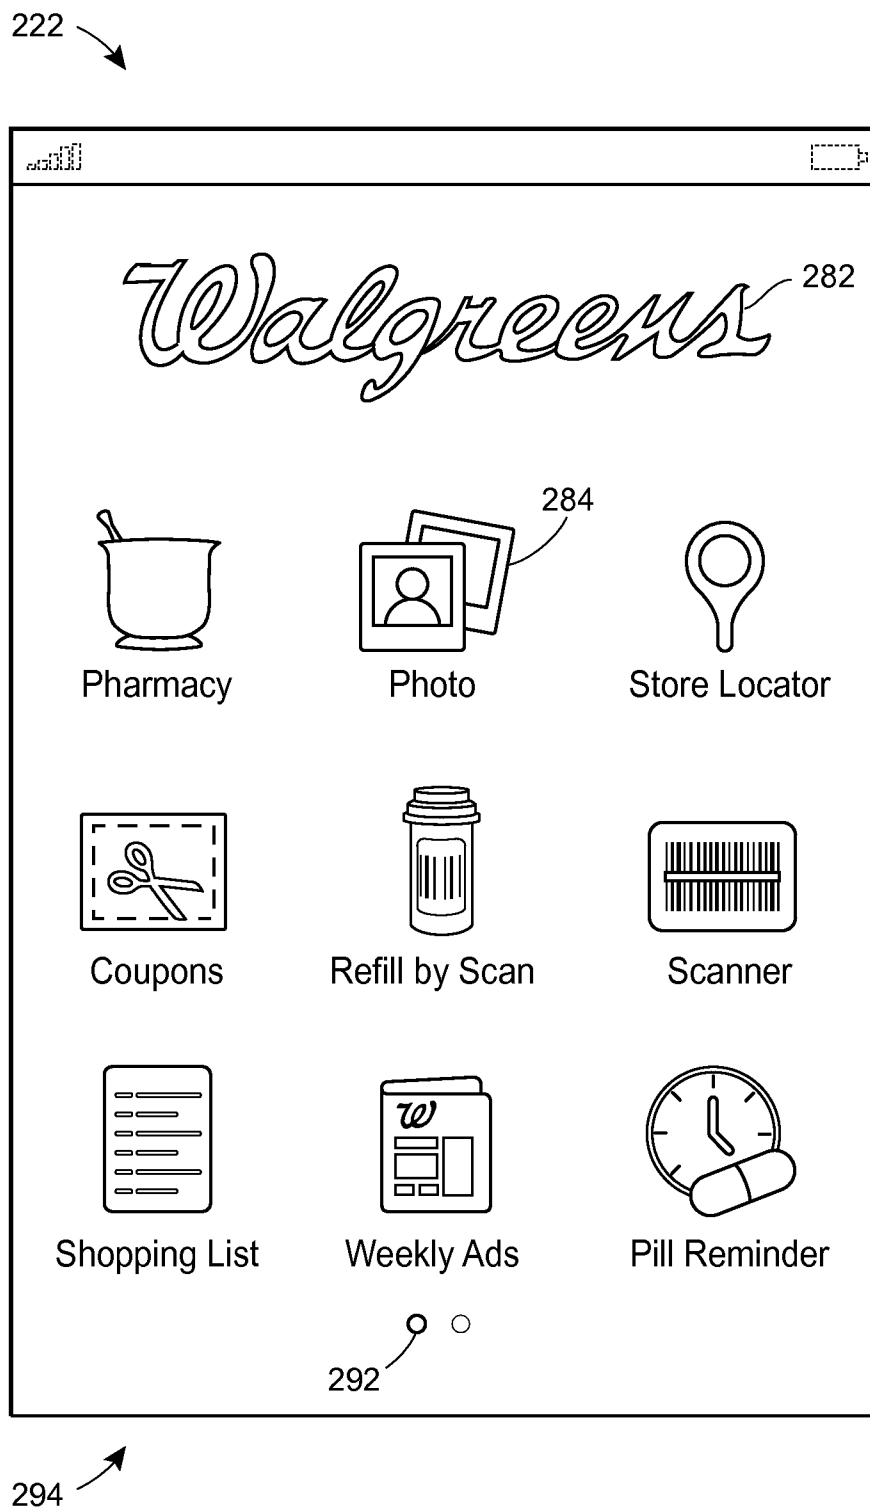 222
Walgreens
282
284
Pharmacy Photo Store Locator
Coupons Refill by Scan Scanner
W
Shopping List Weekly Ads Pill Reminder
292
294